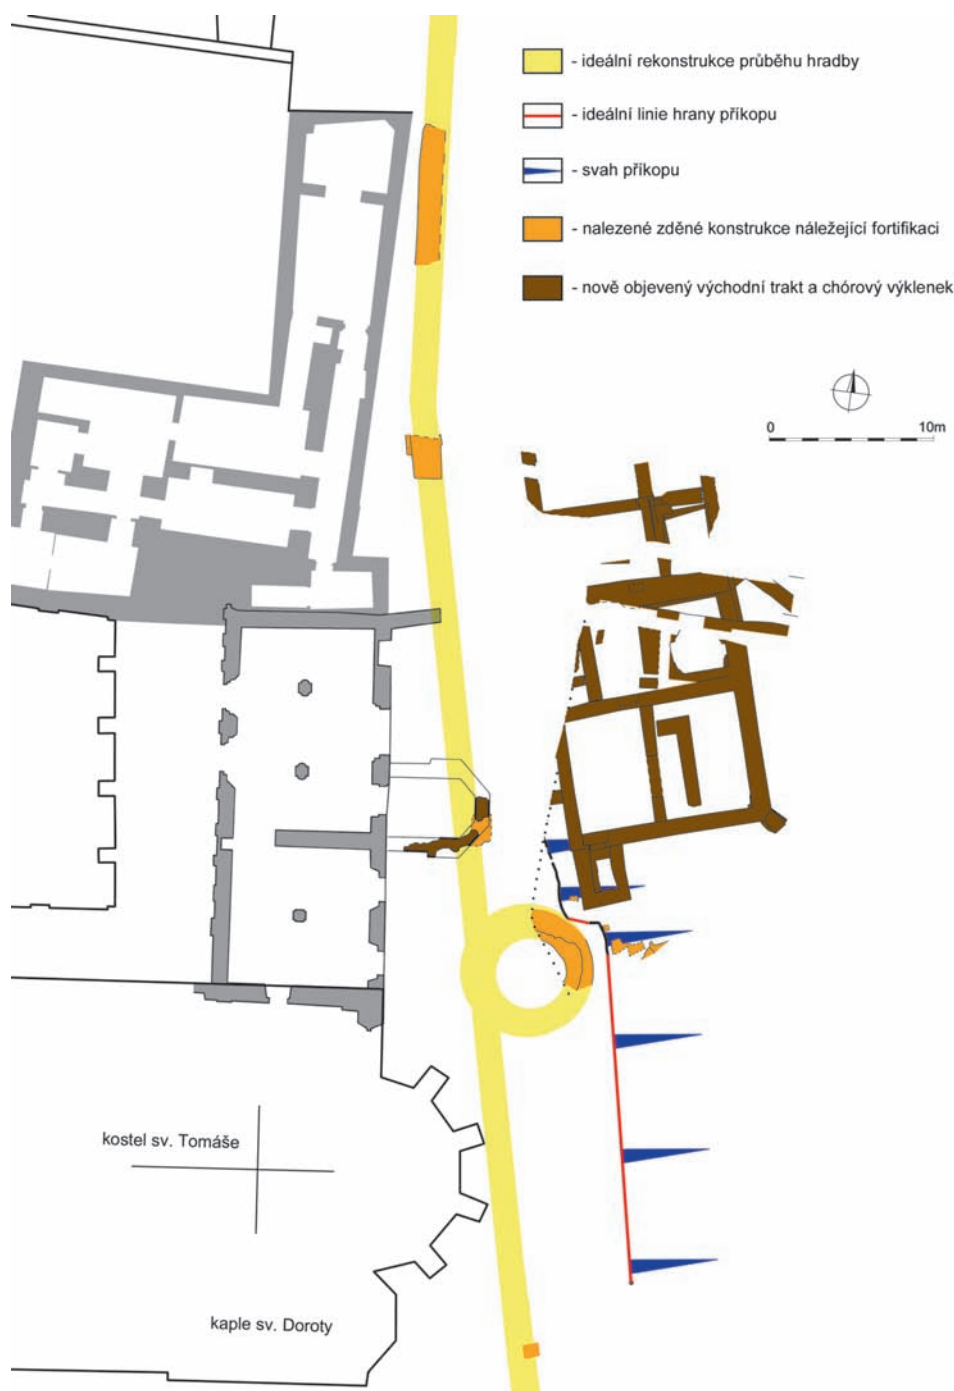 - ideální rekonstrukce průběhu hradby
- ideální linie hrany příkopu
- svah příkopu
- nalezené zděné konstrukce náležející fortifikaci
- nově objevený východní trakt a chórový výklenek
0 10m
kostel sv. Tomáše
kaple sv. Doroty